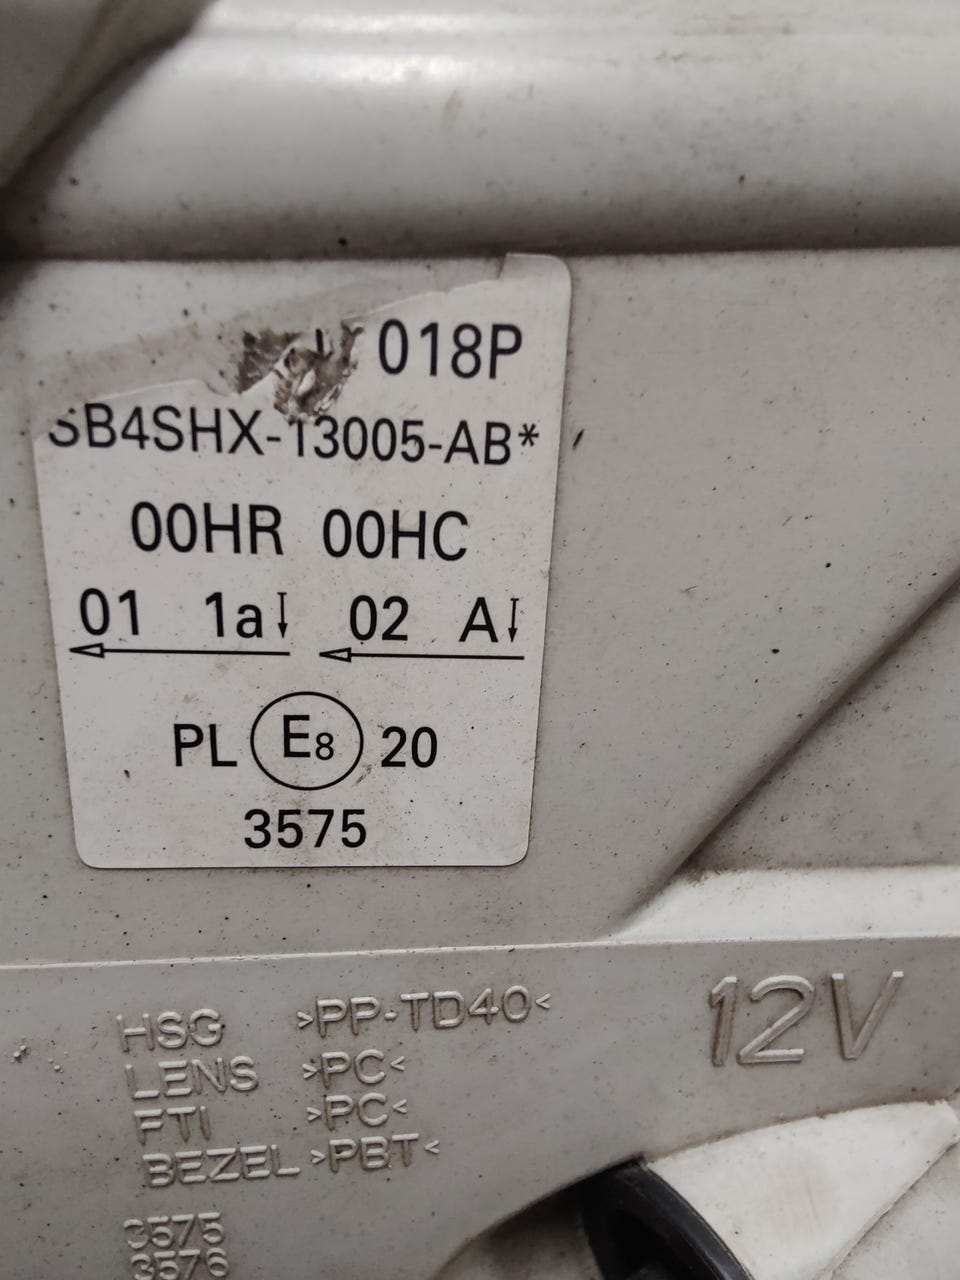 018P
SB4SHX-13005-AB*
00HR 00HC
01 1a↓ 02 A↓
PL E8 20
3575
HSG >PP-TD40<
LENS >PC<
FTI >PC<
BEZEL >PBT<
12V
3575
3576